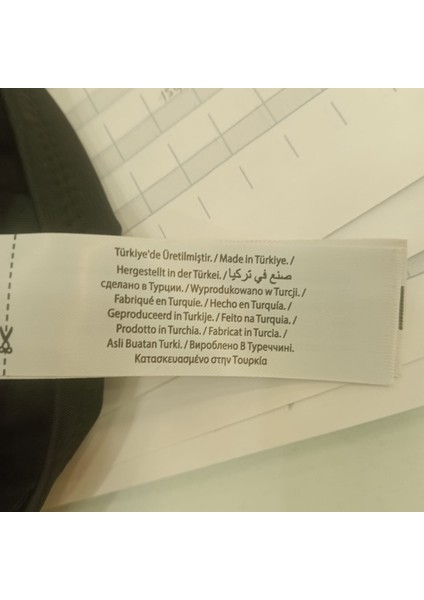 Türkiye'de Üretilmiştir. / Made in Türkiye. /
Hergestellt in der Türkei. / صنع في تركيا /
сделано в Турции. / Wyprodukowano w Turcji. /
Fabriqué en Turquie. / Hecho en Turquía. /
Geproduceerd in Turkije. / Feito na Turquia. /
Prodotto in Turchia. / Fabricat in Turcia. /
Asli Buatan Turki. / Вироблено В Туреччині.
Κατασκευασμένο στην Τουρκία